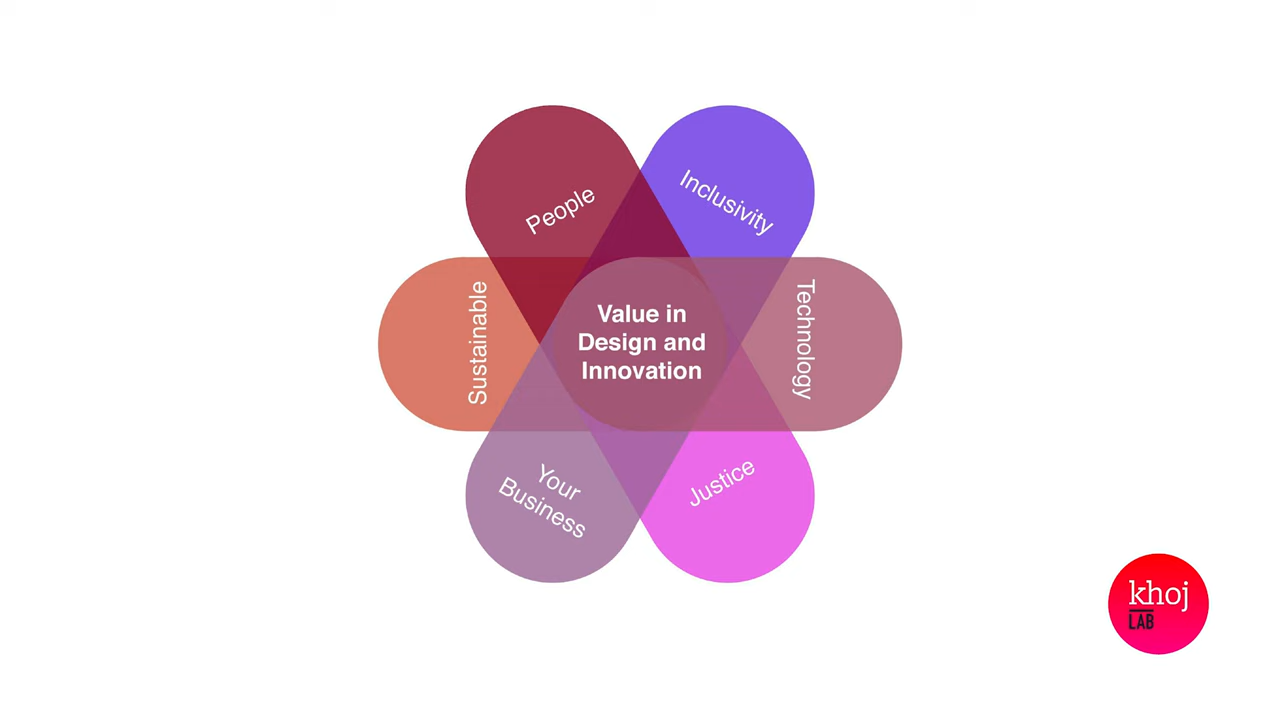 People
Inclusivity
Sustainable
Value in
Design and
Innovation
Technology
Your
Business
Justice
khoj
LAB